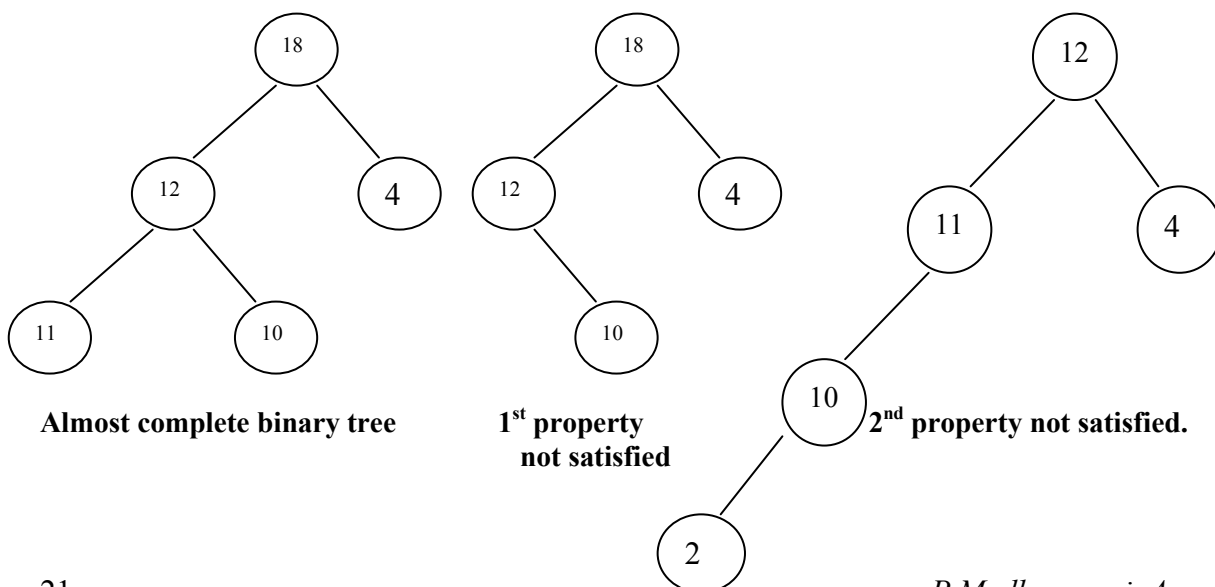 18 18 12
12 4 12 4 11 4
11 10 10 10
Almost complete binary tree 1st property 2nd property not satisfied.
not satisfied
2
21